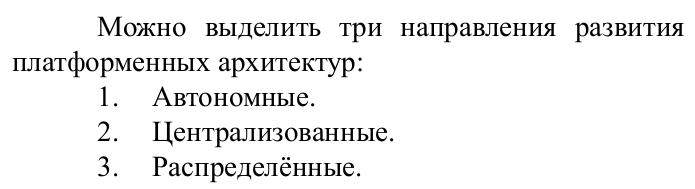 Можно выделить три направления развития
платформенных архитектур:
1. Автономные.
2. Централизованные.
3. Распределённые.